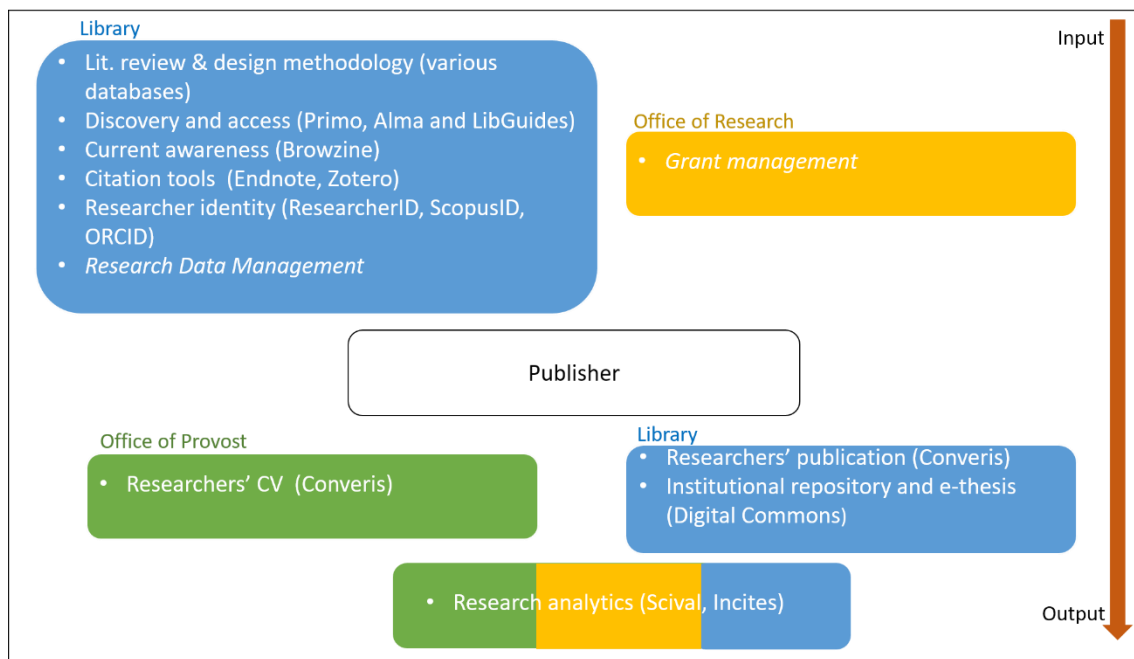 Library
Input
• Lit. review & design methodology (various
databases)
• Discovery and access (Primo, Alma and LibGuides)
• Current awareness (Browzine)
• Citation tools  (Endnote, Zotero)
• Researcher identity (ResearcherID, ScopusID,
ORCID)
• Research Data Management
Office of Research
• Grant management
Publisher
Office of Provost
• Researchers' CV  (Converis)
Library
• Researchers' publication (Converis)
• Institutional repository and e-thesis
(Digital Commons)
• Research analytics (Scival, Incites)
Output